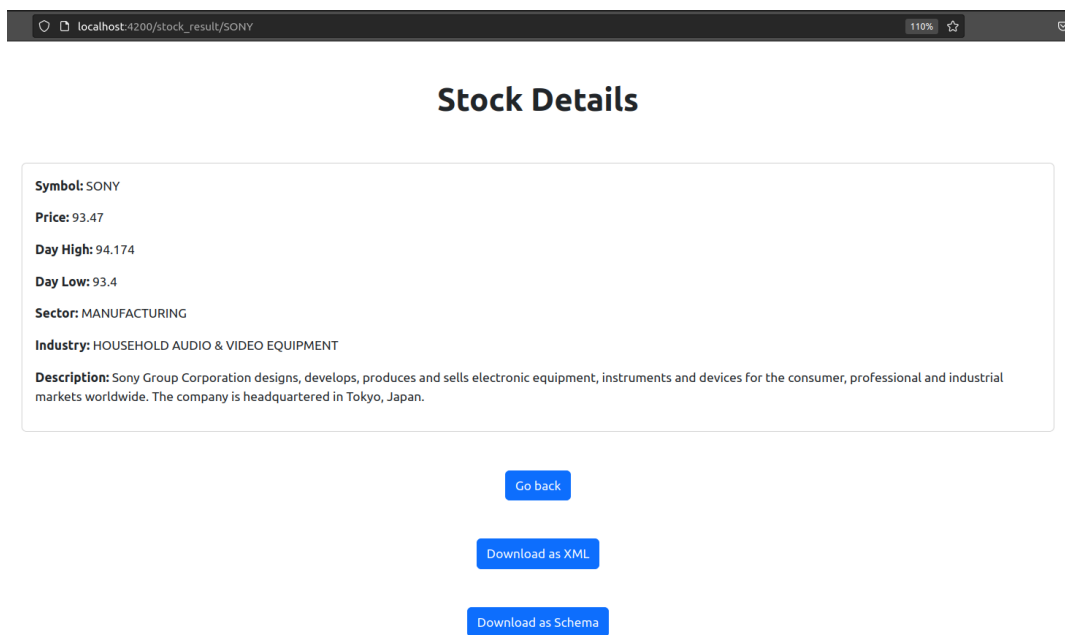 localhost:4200/stock_result/SONY
110%
Stock Details
Symbol: SONY
Price: 93.47
Day High: 94.174
Day Low: 93.4
Sector: MANUFACTURING
Industry: HOUSEHOLD AUDIO & VIDEO EQUIPMENT
Description: Sony Group Corporation designs, develops, produces and sells electronic equipment, instruments and devices for the consumer, professional and industrial
markets worldwide. The company is headquartered in Tokyo, Japan.
Go back
Download as XML
Download as Schema